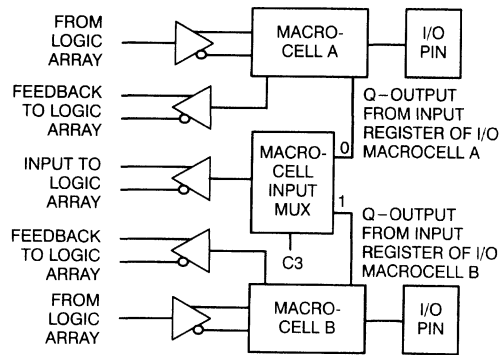 FROM
LOGIC
ARRAY
MACRO-
CELL A
I/O
PIN
FEEDBACK
TO LOGIC
ARRAY
Q–OUTPUT
FROM INPUT
REGISTER OF I/O
MACROCELL A
0
INPUT TO
LOGIC
ARRAY
MACRO-
CELL
INPUT
MUX
1
C3
Q–OUTPUT
FROM INPUT
REGISTER OF I/O
MACROCELL B
FEEDBACK
TO LOGIC
ARRAY
FROM
LOGIC
ARRAY
MACRO-
CELL B
I/O
PIN